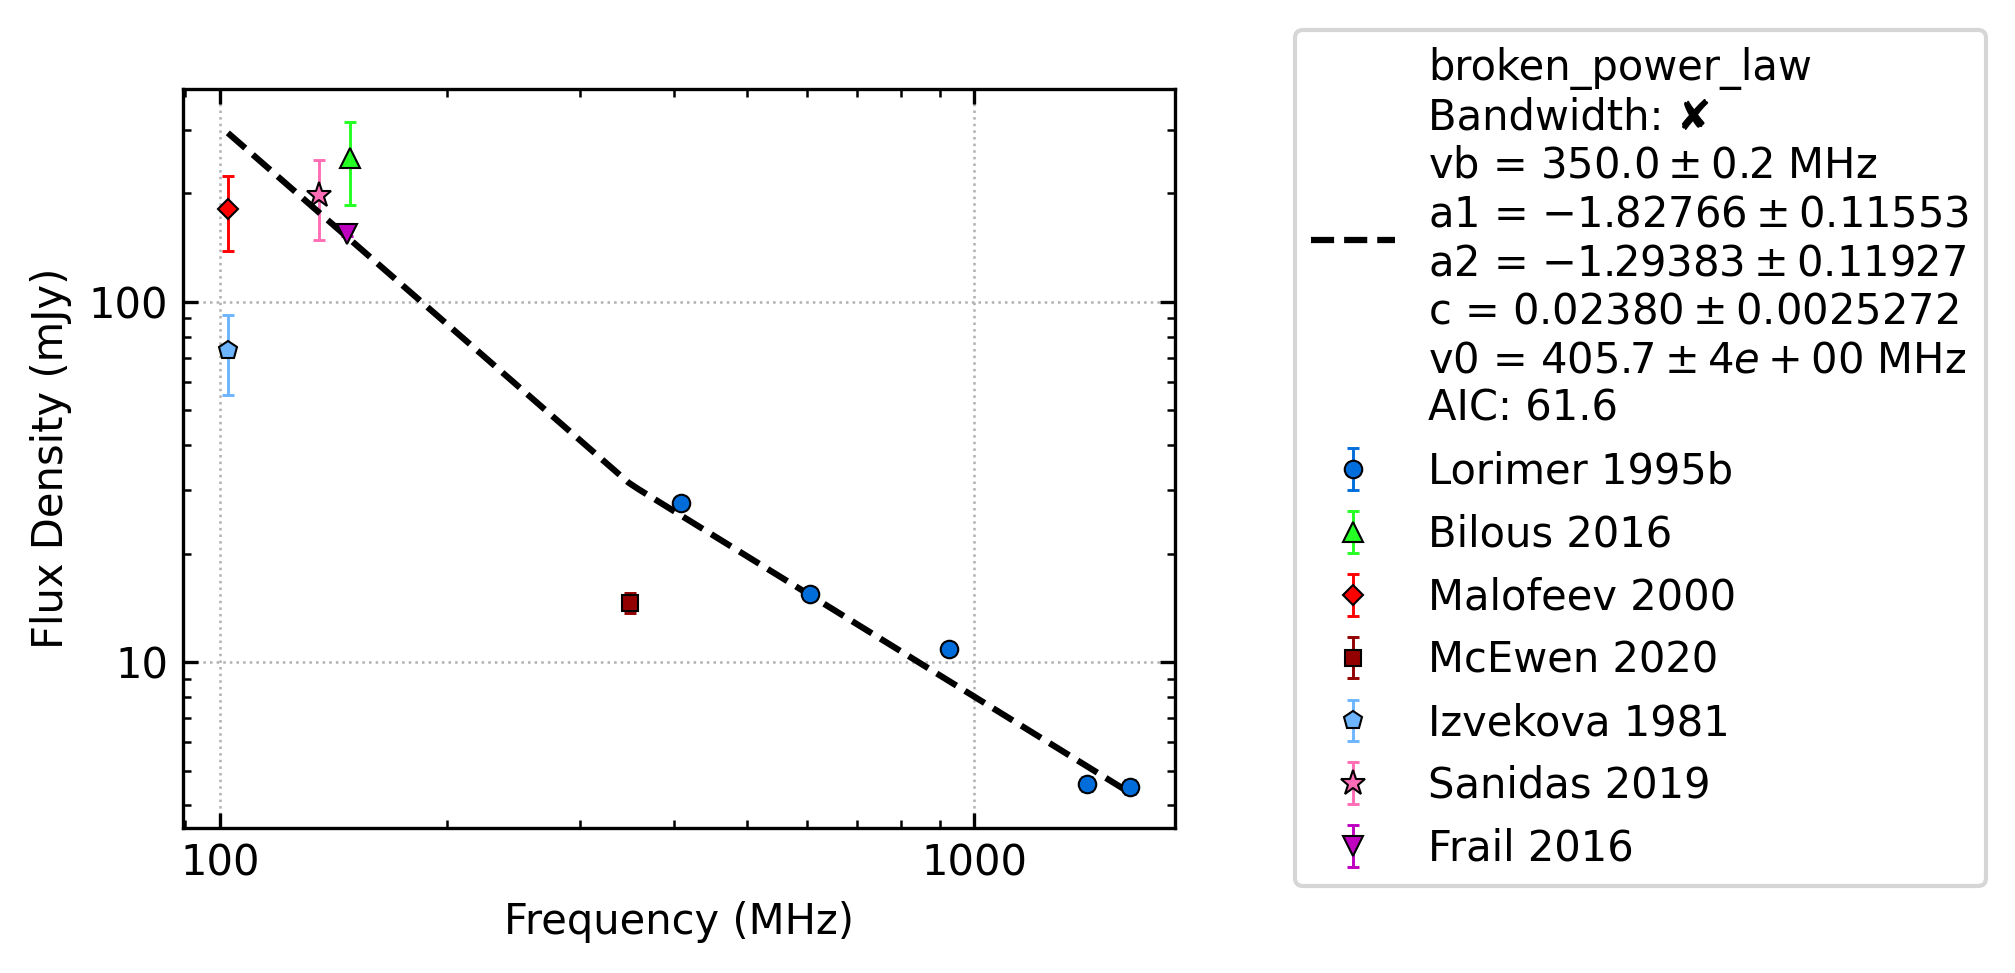 broken_power_law
Bandwidth: ✘
vb = 350.0 ± 0.2 MHz
a1 = −1.82766 ± 0.11553
a2 = −1.29383 ± 0.11927
c = 0.02380 ± 0.0025272
v0 = 405.7 ± 4e + 00 MHz
AIC: 61.6
Lorimer 1995b
Bilous 2016
Malofeev 2000
McEwen 2020
Izvekova 1981
Sanidas 2019
Frail 2016
Flux Density (mJy)
100
10
100
1000
Frequency (MHz)